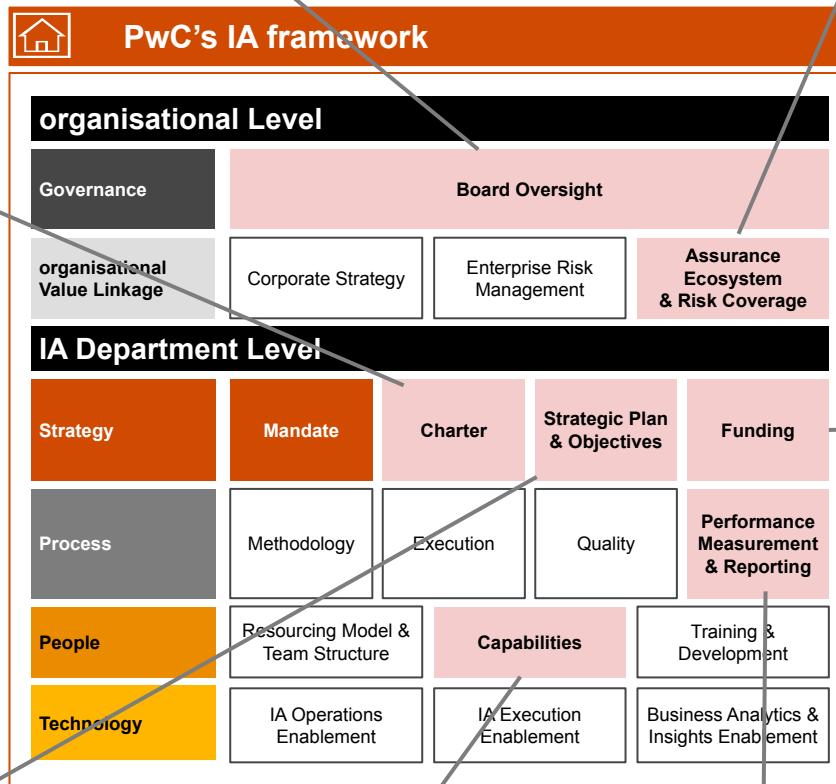 PwC's IA framework
organisational Level
Governance
Board Oversight
organisational
Value Linkage
Corporate Strategy
Enterprise Risk
Management
Assurance
Ecosystem
& Risk Coverage
IA Department Level
Strategy
Mandate
Charter
Strategic Plan
& Objectives
Funding
Process
Methodology
Execution
Quality
Performance
Measurement
& Reporting
People
Resourcing Model &
Team Structure
Capabilities
Training &
Development
Technology
IA Operations
Enablement
IA Execution
Enablement
Business Analytics &
Insights Enablement